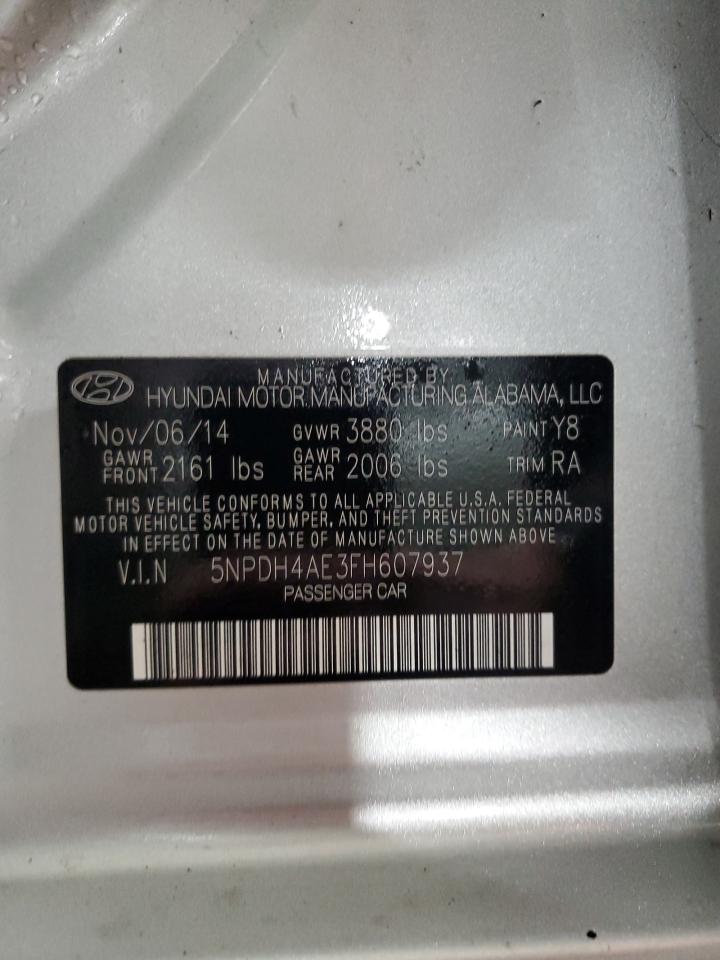 MANUFACTURED BY
HYUNDAI MOTOR MANUFACTURING ALABAMA, LLC
Nov/06/14 GVWR 3880 lbs PAINT Y8
GAWR FRONT 2161 lbs GAWR REAR 2006 lbs TRIM RA
THIS VEHICLE CONFORMS TO ALL APPLICABLE U.S.A. FEDERAL
MOTOR VEHICLE SAFETY, BUMPER, AND THEFT PREVENTION STANDARDS
IN EFFECT ON THE DATE OF MANUFACTURE SHOWN ABOVE
V.I.N 5NPDH4AE3FH607937
PASSENGER CAR